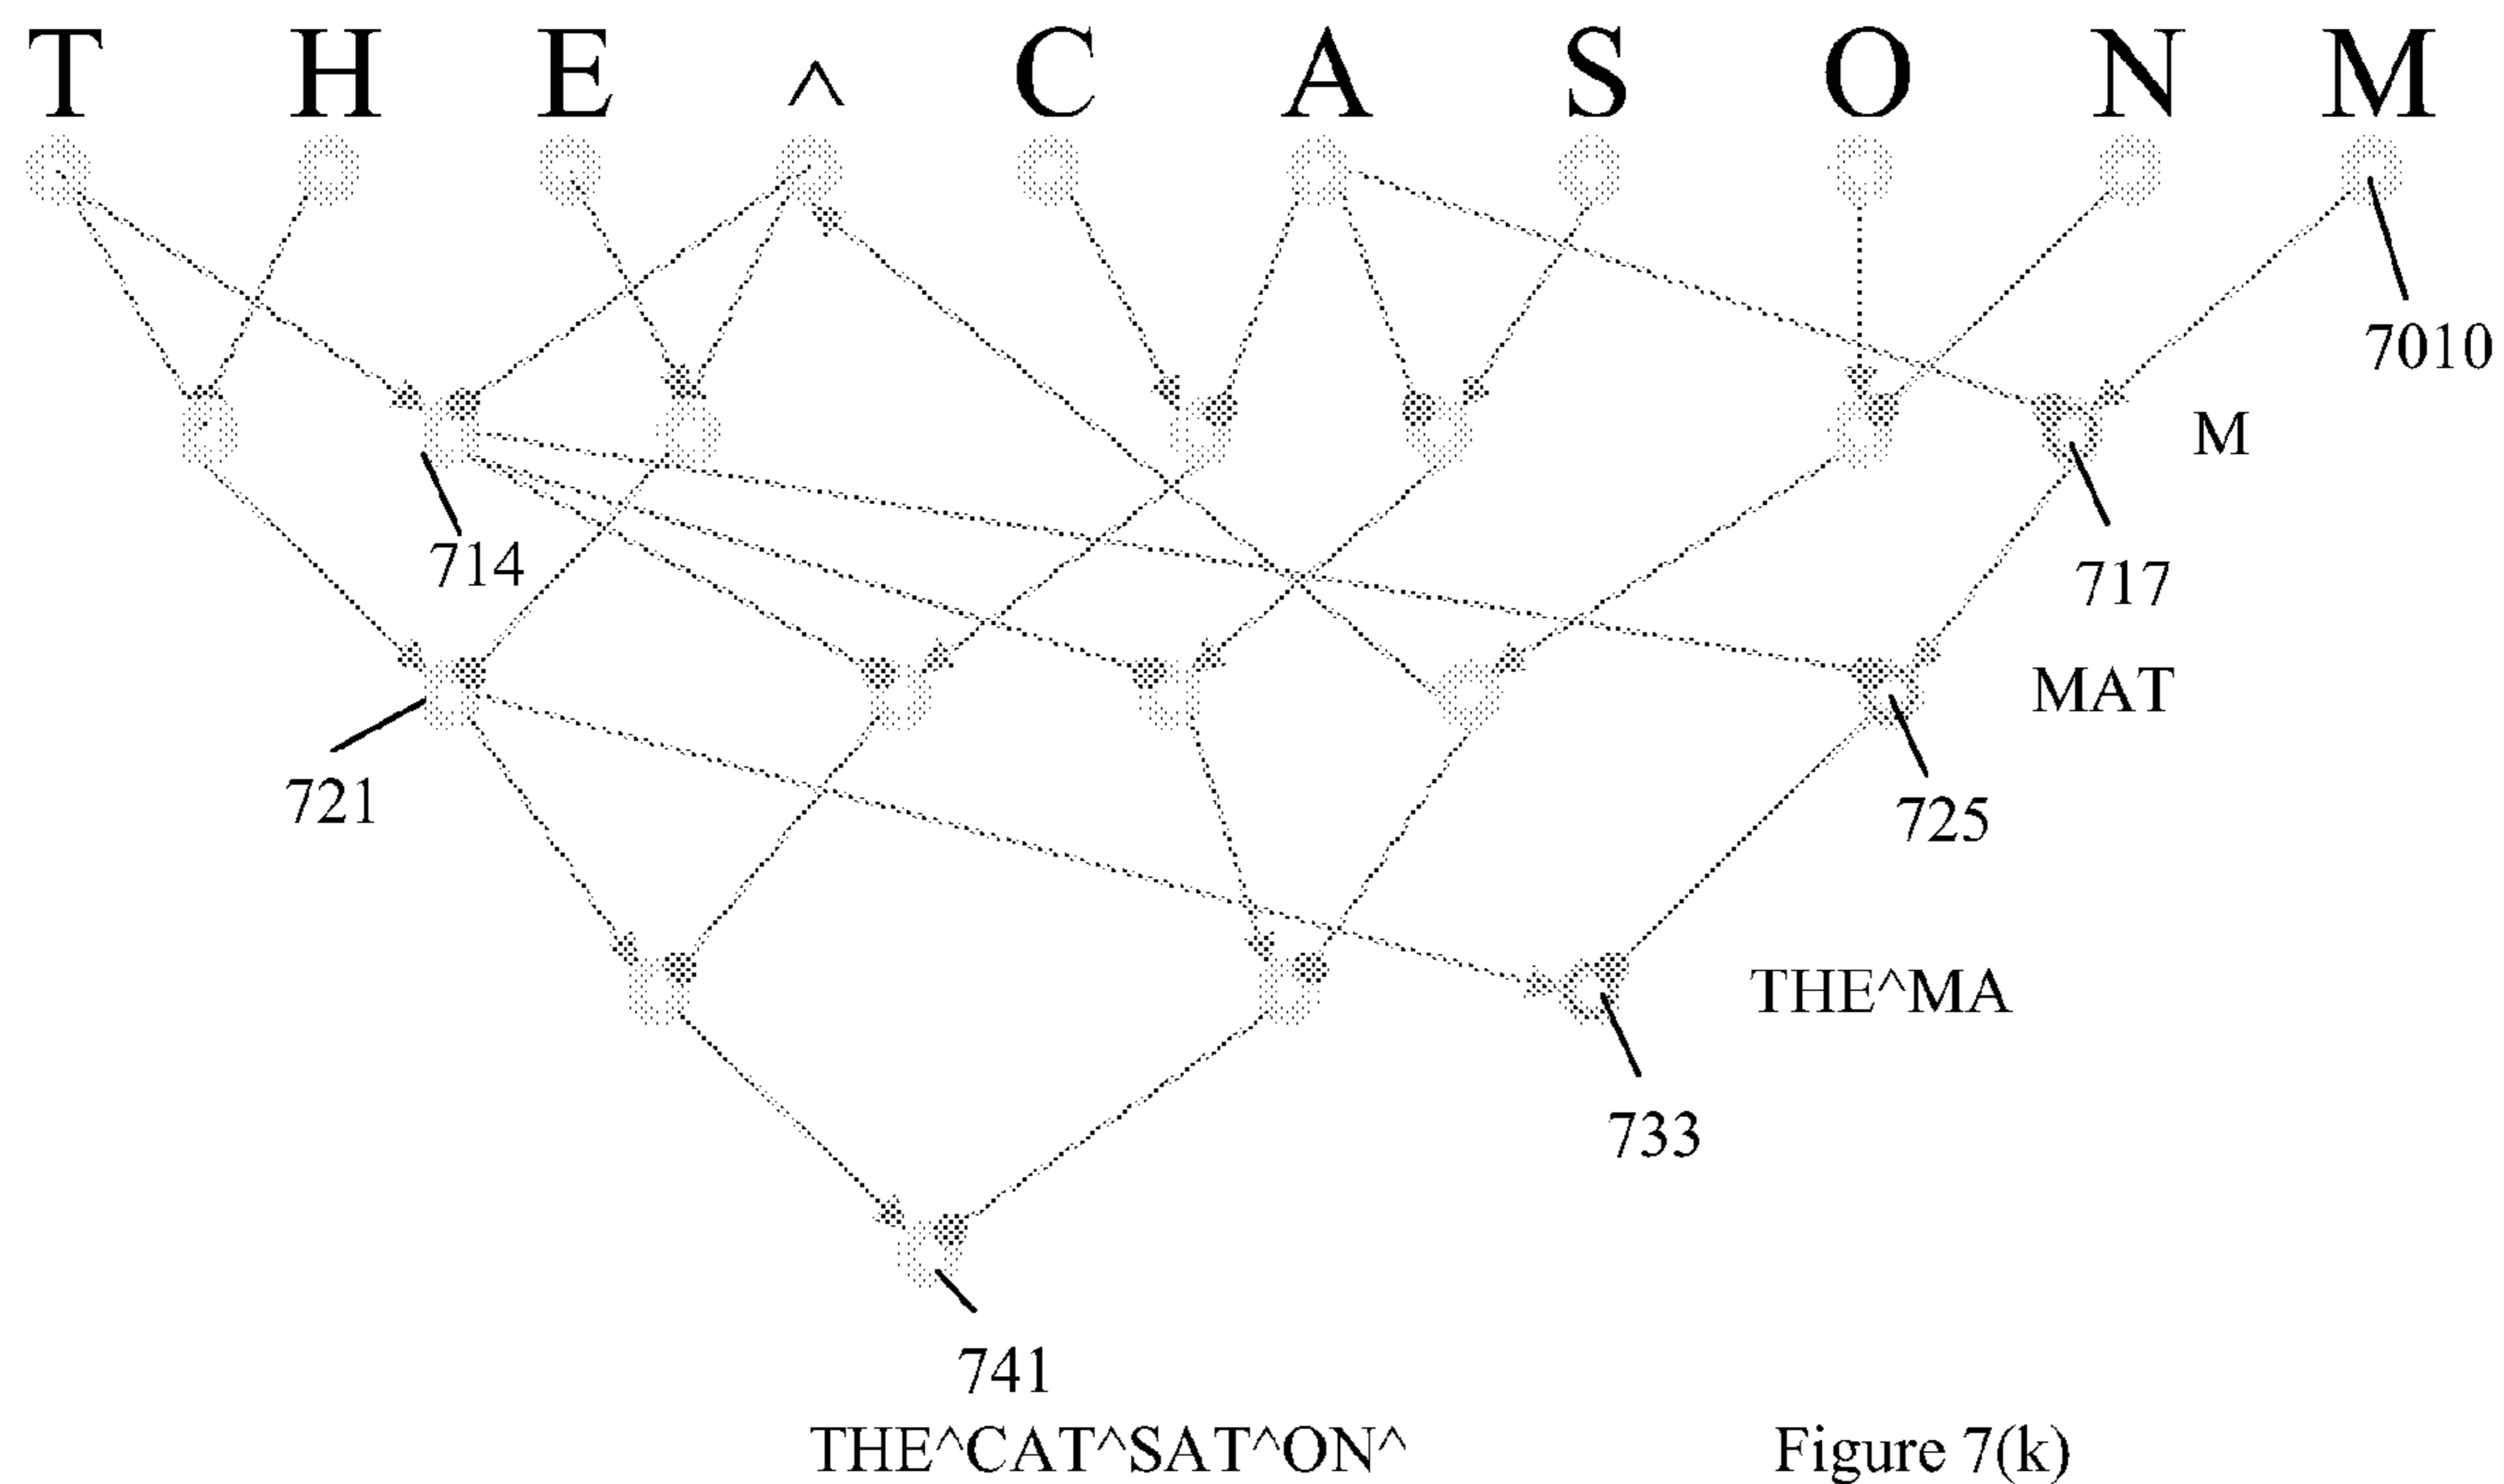 T H E ^ C A S O N M
7010
M
714
717
MAT
721
725
THE^MA
733
741
THE^CAT^SAT^ON^
Figure 7(k)